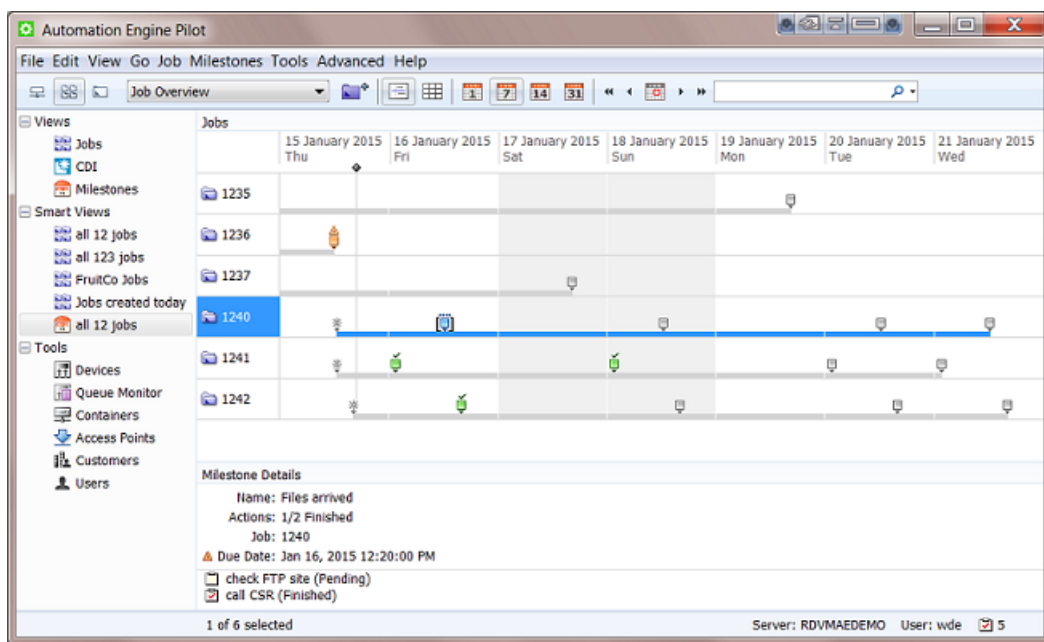 Automation Engine Pilot
File Edit View Go Job Milestones Tools Advanced Help
Job Overview 1 7 14 31
Views
Jobs
CDI
Milestones
Smart Views
all 12 jobs
all 123 jobs
FruitCo Jobs
Jobs created today
all 12 jobs
Tools
Devices
Queue Monitor
Containers
Access Points
Customers
Users
Jobs
15 January 2015 16 January 2015 17 January 2015 18 January 2015 19 January 2015 20 January 2015 21 January 2015
Thu Fri Sat Sun Mon Tue Wed
1235
1236
1237
1240
1241
1242
Milestone Details
Name: Files arrived
Actions: 1/2 Finished
Job: 1240
Due Date: Jan 16, 2015 12:20:00 PM
check FTP site (Pending)
call CSR (Finished)
1 of 6 selected Server: RDVMAEDEMO User: wde 5